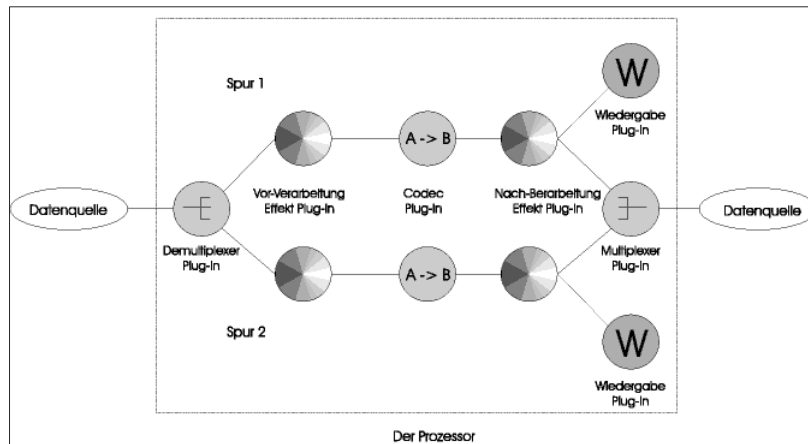 Spur 1
W
Wiedergabe
Plug-In
A -> B
Vor-Verarbeitung
Effekt Plug-In
Codec
Plug-In
Nach-Berarbeitung
Effekt Plug-In
Datenquelle
Demultiplexer
Plug-In
Multiplexer
Plug-In
Datenquelle
A -> B
Spur 2
W
Wiedergabe
Plug-In
Der Prozessor